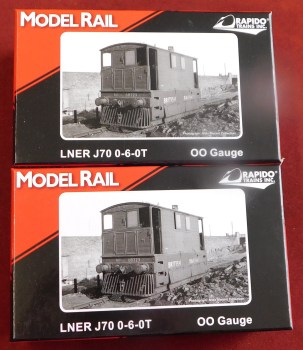 MODEL RAIL
RAPIDO
TRAINS INC.
LNER J70 0-6-0T OO Gauge
MODEL RAIL
RAPIDO
TRAINS INC.
LNER J70 0-6-0T OO Gauge